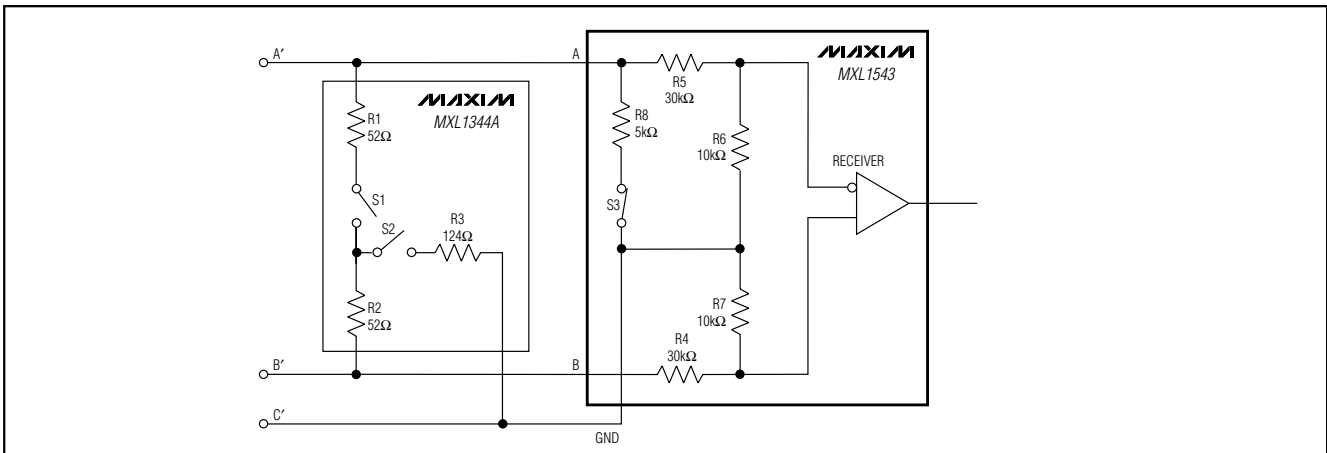 A′
A
MAXIM
MXL1543
R5
30kΩ
MAXIM
MXL1344A
R1
52Ω
R8
5kΩ
R6
10kΩ
RECEIVER
S1
S3
S2
R3
124Ω
R2
52Ω
R7
10kΩ
R4
30kΩ
B′
B
C′
GND